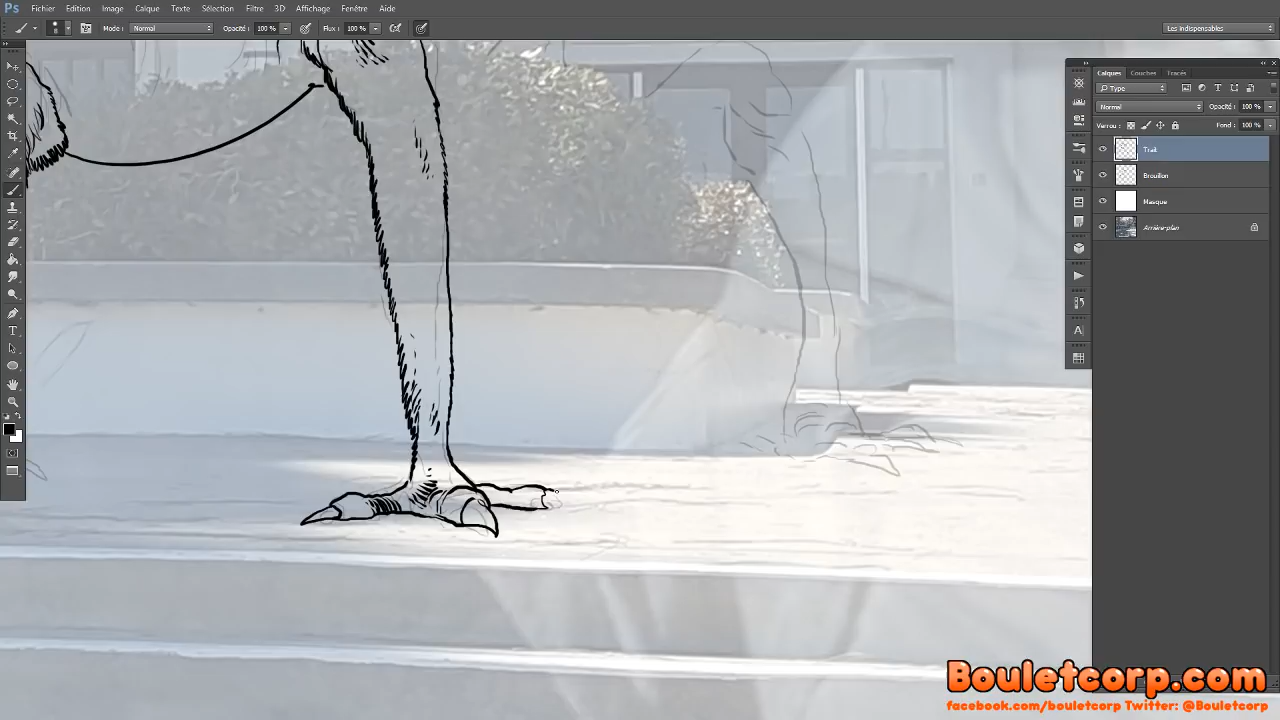 Ps Fichier Edition Image Calque Texte Sélection Filtre 3D Affichage Fenêtre Aide
Mode : Normal Opacité : 100 % Flux : 100 % Les indispensables
Calques Couches Tracés
Type
Normal Opacité : 100 %
Verrou : Fond : 100 %
Trait
Brouillon
Masque
Arrière-plan
Bouletcorp.com
facebook.com/bouletcorp Twitter: @Bouletcorp